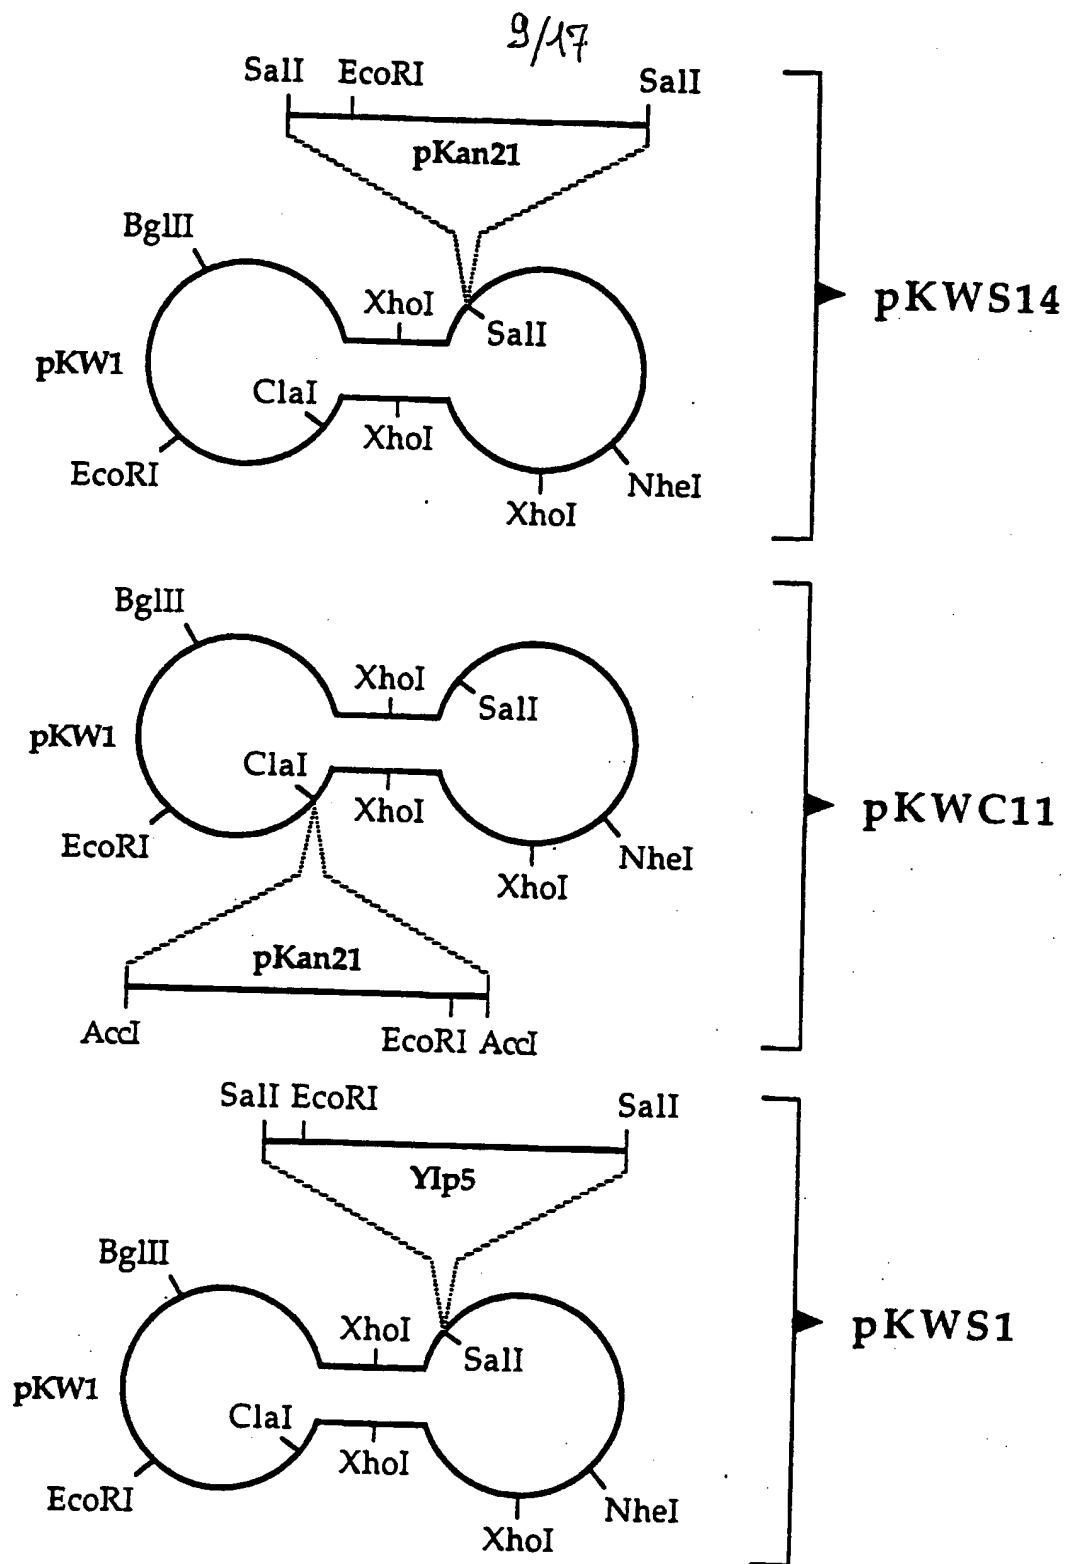 9/17
SalI EcoRI SalI
pKan21
BglII
XhoI
SalI
pKW1
ClaI
XhoI
EcoRI
NheI
XhoI
pKWS14
BglII
XhoI
SalI
pKW1
ClaI
XhoI
EcoRI
NheI
XhoI
pKan21
AccI EcoRI AccI
pKWC11
SalI EcoRI SalI
YIp5
BglII
XhoI
SalI
pKW1
ClaI
XhoI
EcoRI
NheI
XhoI
pKWS1